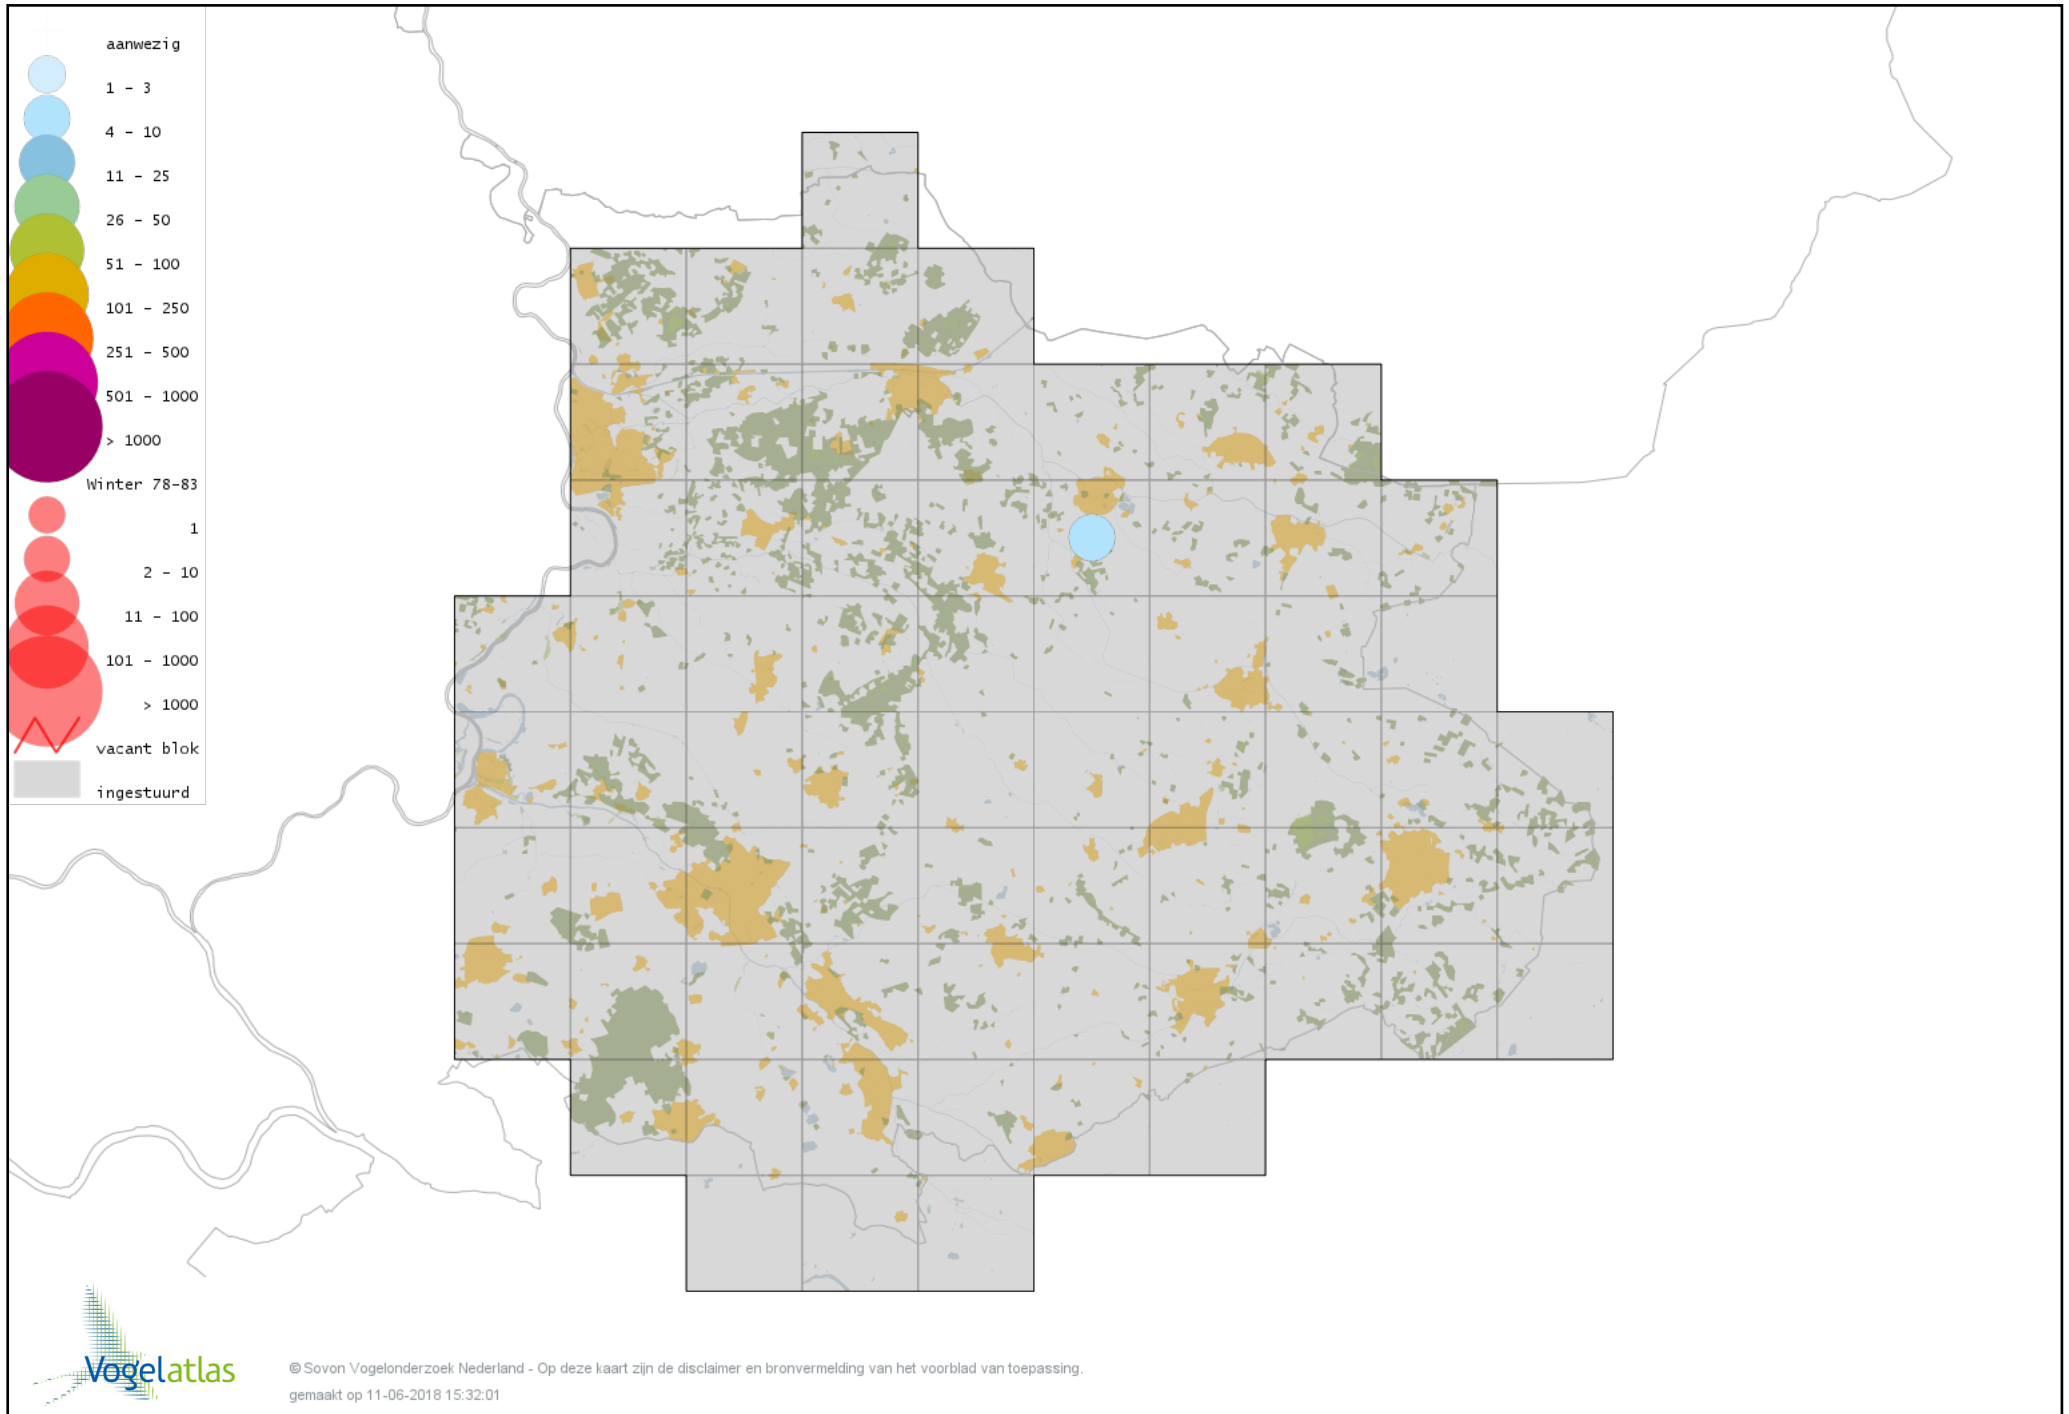 aanwezig
1 – 3
4 – 10
11 – 25
26 – 50
51 – 100
101 – 250
251 – 500
501 – 1000
> 1000
Winter 78-83
1
2 – 10
11 – 100
101 – 1000
> 1000
vacant blok
ingestuurd
Vogelatlas
© Sovon Vogelonderzoek Nederland - Op deze kaart zijn de disclaimer en bronvermelding van het voorblad van toepassing.
gemaakt op 11-06-2018 15:32:01